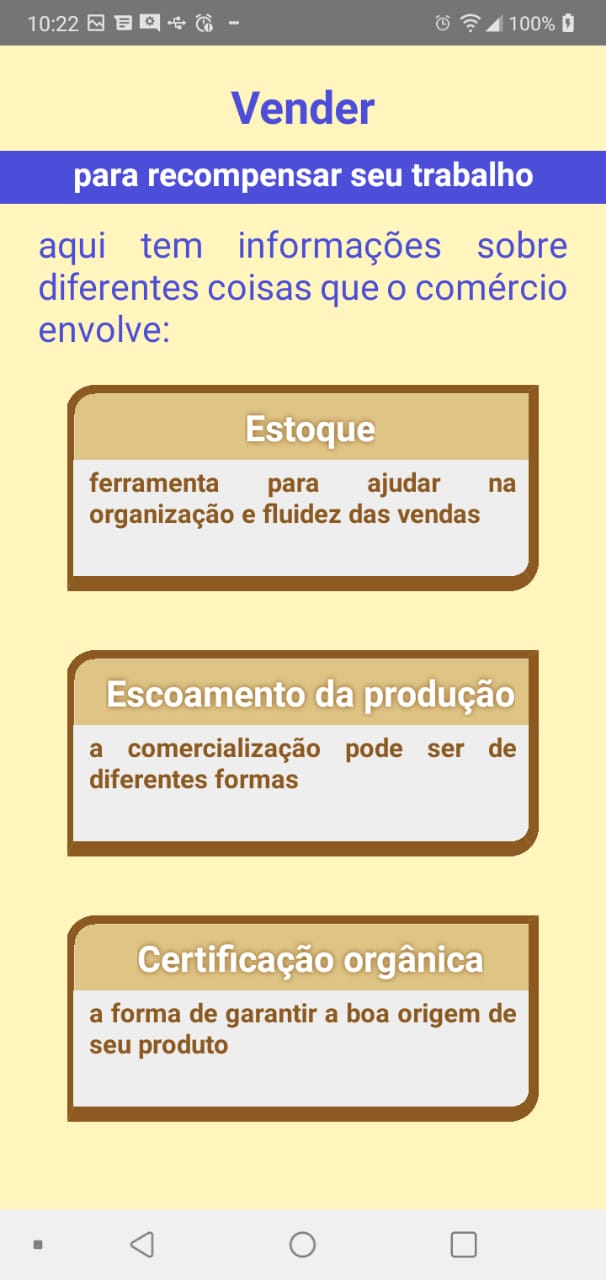 10:22
100%
Vender
para recompensar seu trabalho
aqui tem informações sobre
diferentes coisas que o comércio
envolve:
Estoque
ferramenta para ajudar na
organização e fluidez das vendas
Escoamento da produção
a comercialização pode ser de
diferentes formas
Certificação orgânica
a forma de garantir a boa origem de
seu produto